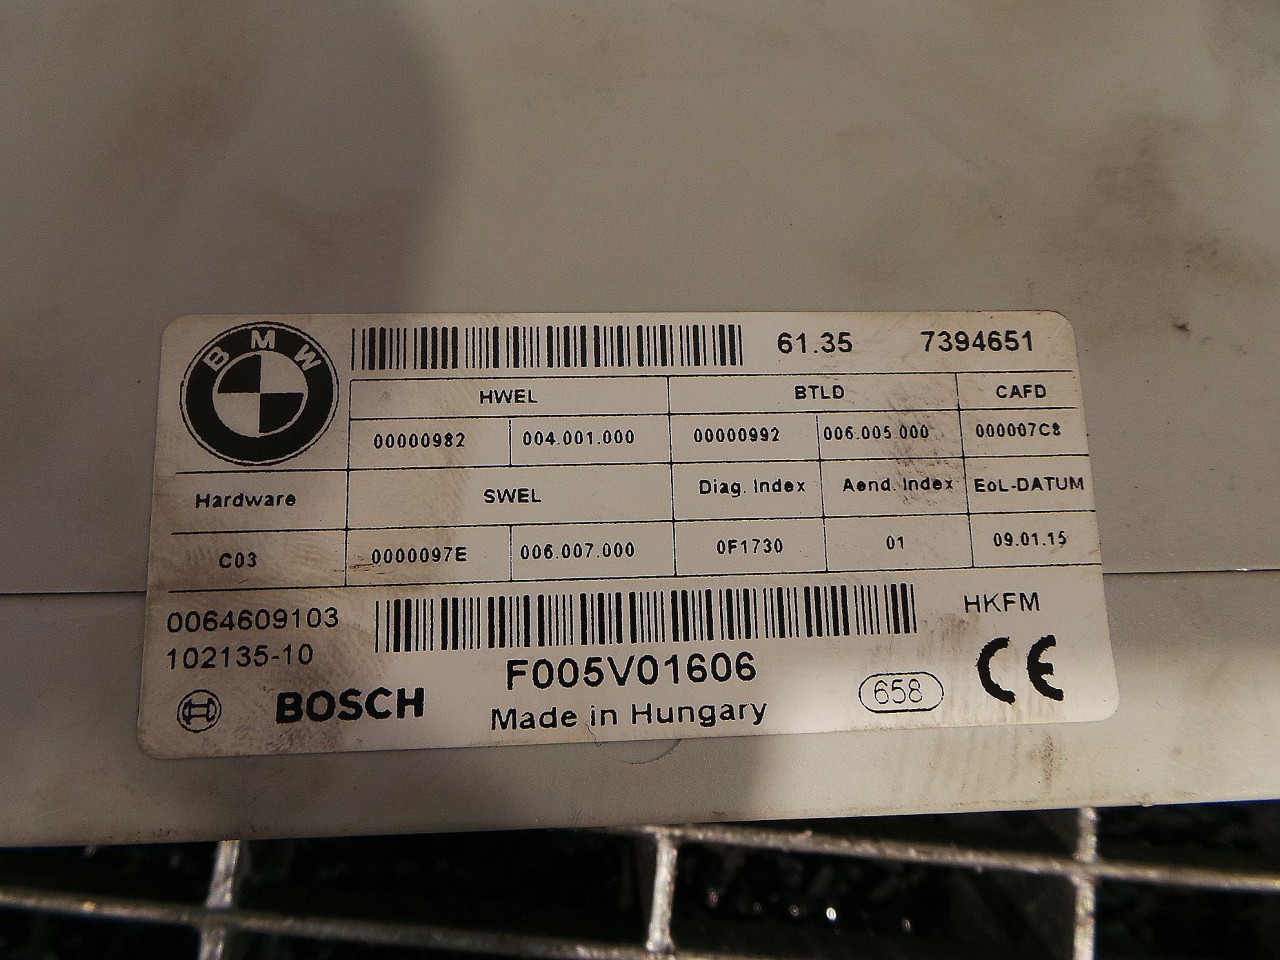 BMW 61.35 7394651
HWEL BTLD CAFD
00000982 004.001.000 00000992 006.005.000 000007C8
Hardware SWEL Diag. Index Aend. Index EoL-DATUM
C03 0000097E 006.007.000 0F1730 01 09.01.15
0064609103 HKFM
102135-10 F005V01606
BOSCH Made in Hungary 658 CE